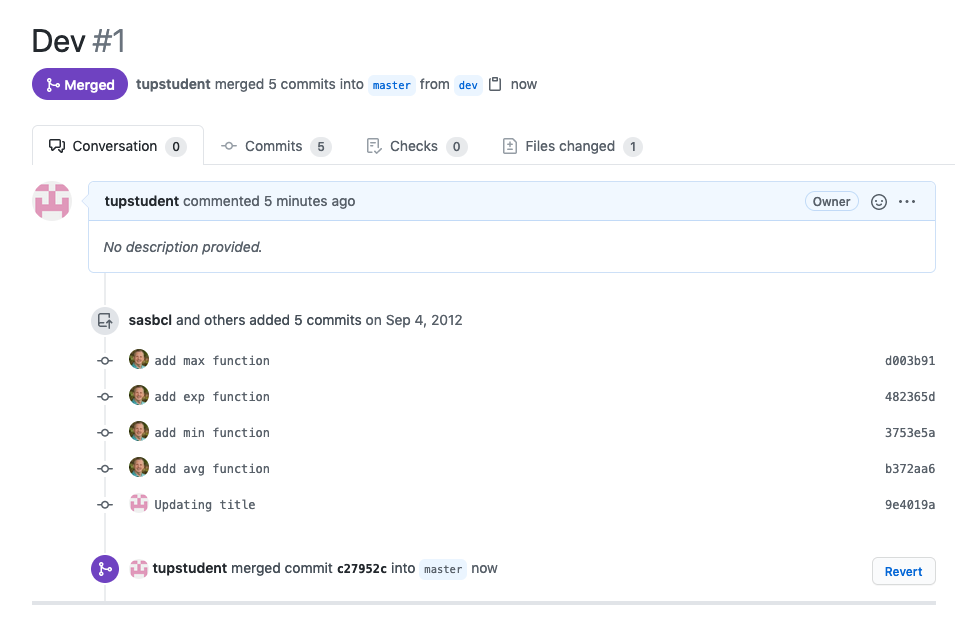 Dev #1
Merged tupstudent merged 5 commits into master from dev now
Conversation 0 Commits 5 Checks 0 Files changed 1
tupstudent commented 5 minutes ago Owner
No description provided.
sasbcl and others added 5 commits on Sep 4, 2012
add max function d003b91
add exp function 482365d
add min function 3753e5a
add avg function b372aa6
Updating title 9e4019a
tupstudent merged commit c27952c into master now Revert